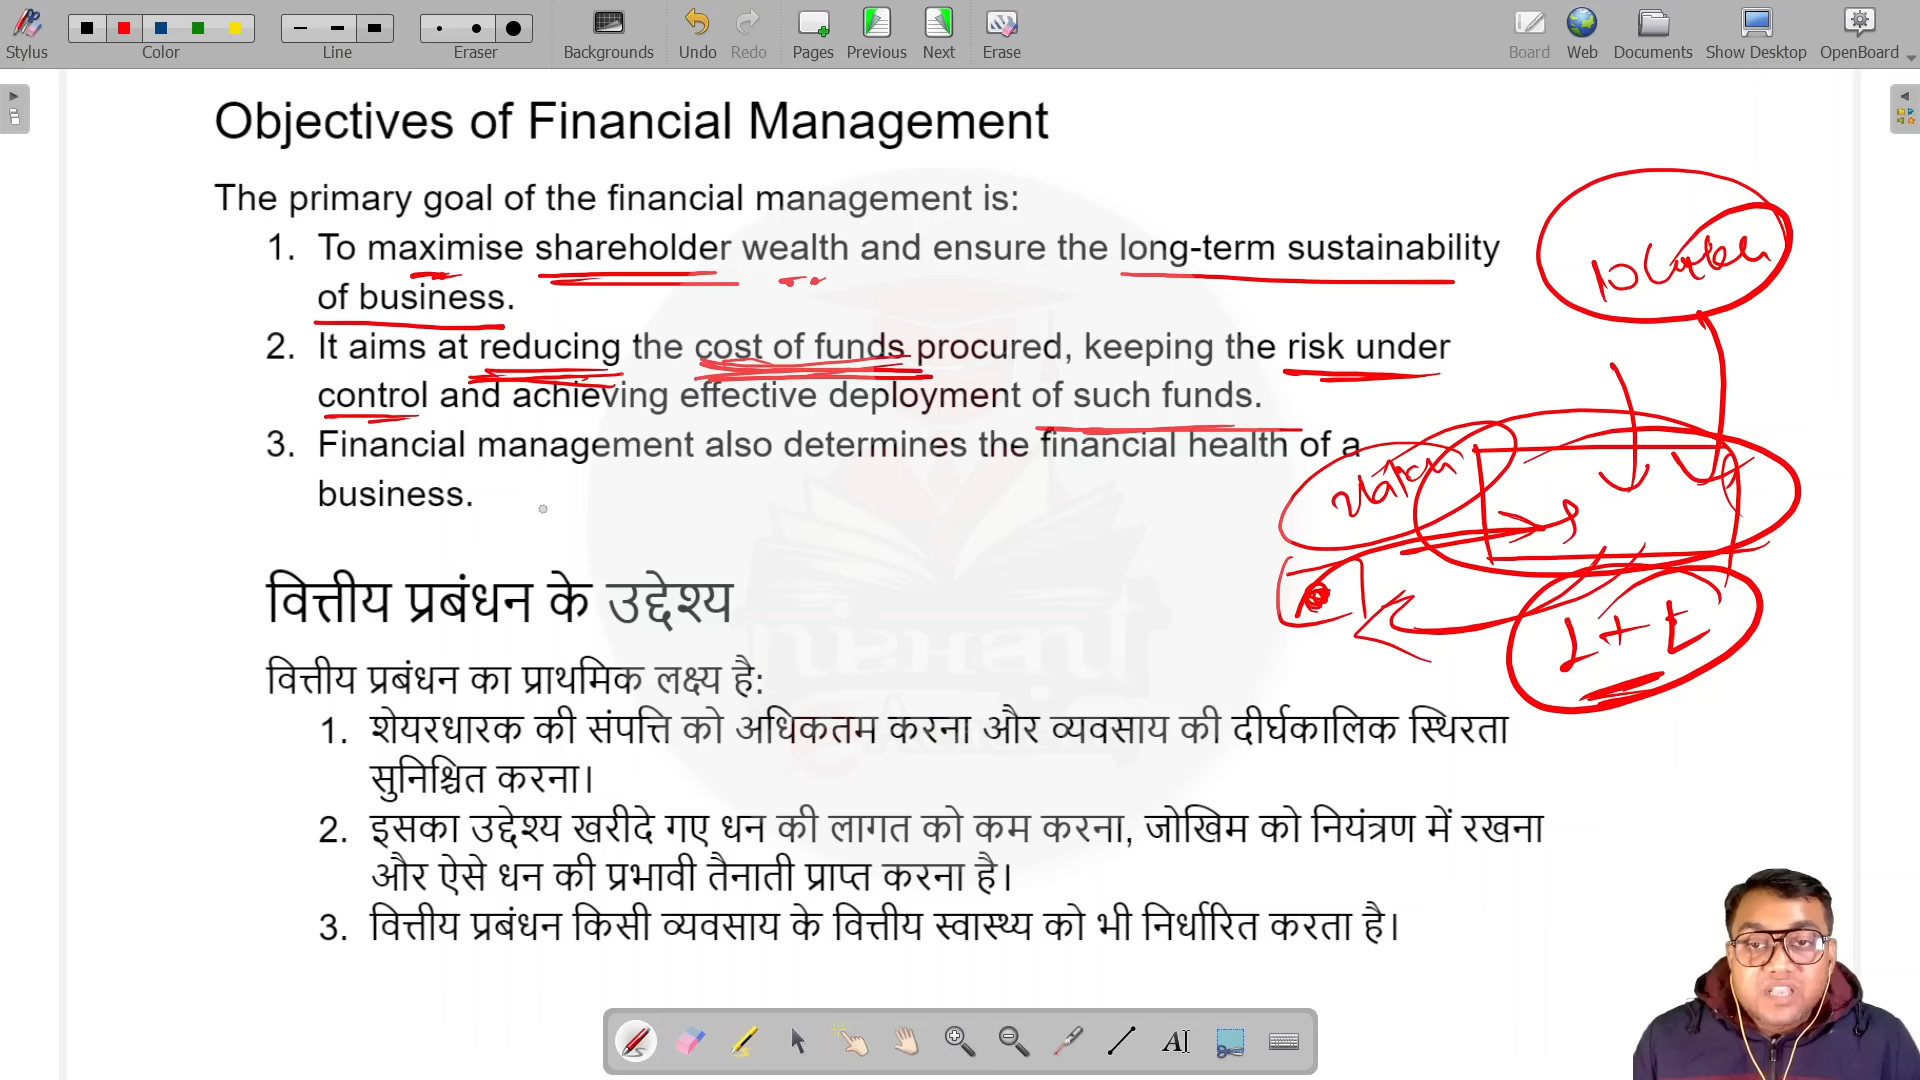 Stylus
Color
Line
Eraser
Backgrounds
Undo
Redo
Pages
Previous
Next
Erase
Board
Web
Documents
Show Desktop
OpenBoard
Objectives of Financial Management
The primary goal of the financial management is:
1. To maximise shareholder wealth and ensure the long-term sustainability
of business.
2. It aims at reducing the cost of funds procured, keeping the risk under
control and achieving effective deployment of such funds.
3. Financial management also determines the financial health of a
business.
L+L
वित्तीय प्रबंधन के उद्देश्य
वित्तीय प्रबंधन का प्राथमिक लक्ष्य है:
1. शेयरधारक की संपत्ति को अधिकतम करना और व्यवसाय की दीर्घकालिक स्थिरता
सुनिश्चित करना।
2. इसका उद्देश्य खरीदे गए धन की लागत को कम करना, जोखिम को नियंत्रण में रखना
और ऐसे धन की प्रभावी तैनाती प्राप्त करना है।
3. वित्तीय प्रबंधन किसी व्यवसाय के वित्तीय स्वास्थ्य को भी निर्धारित करता है।